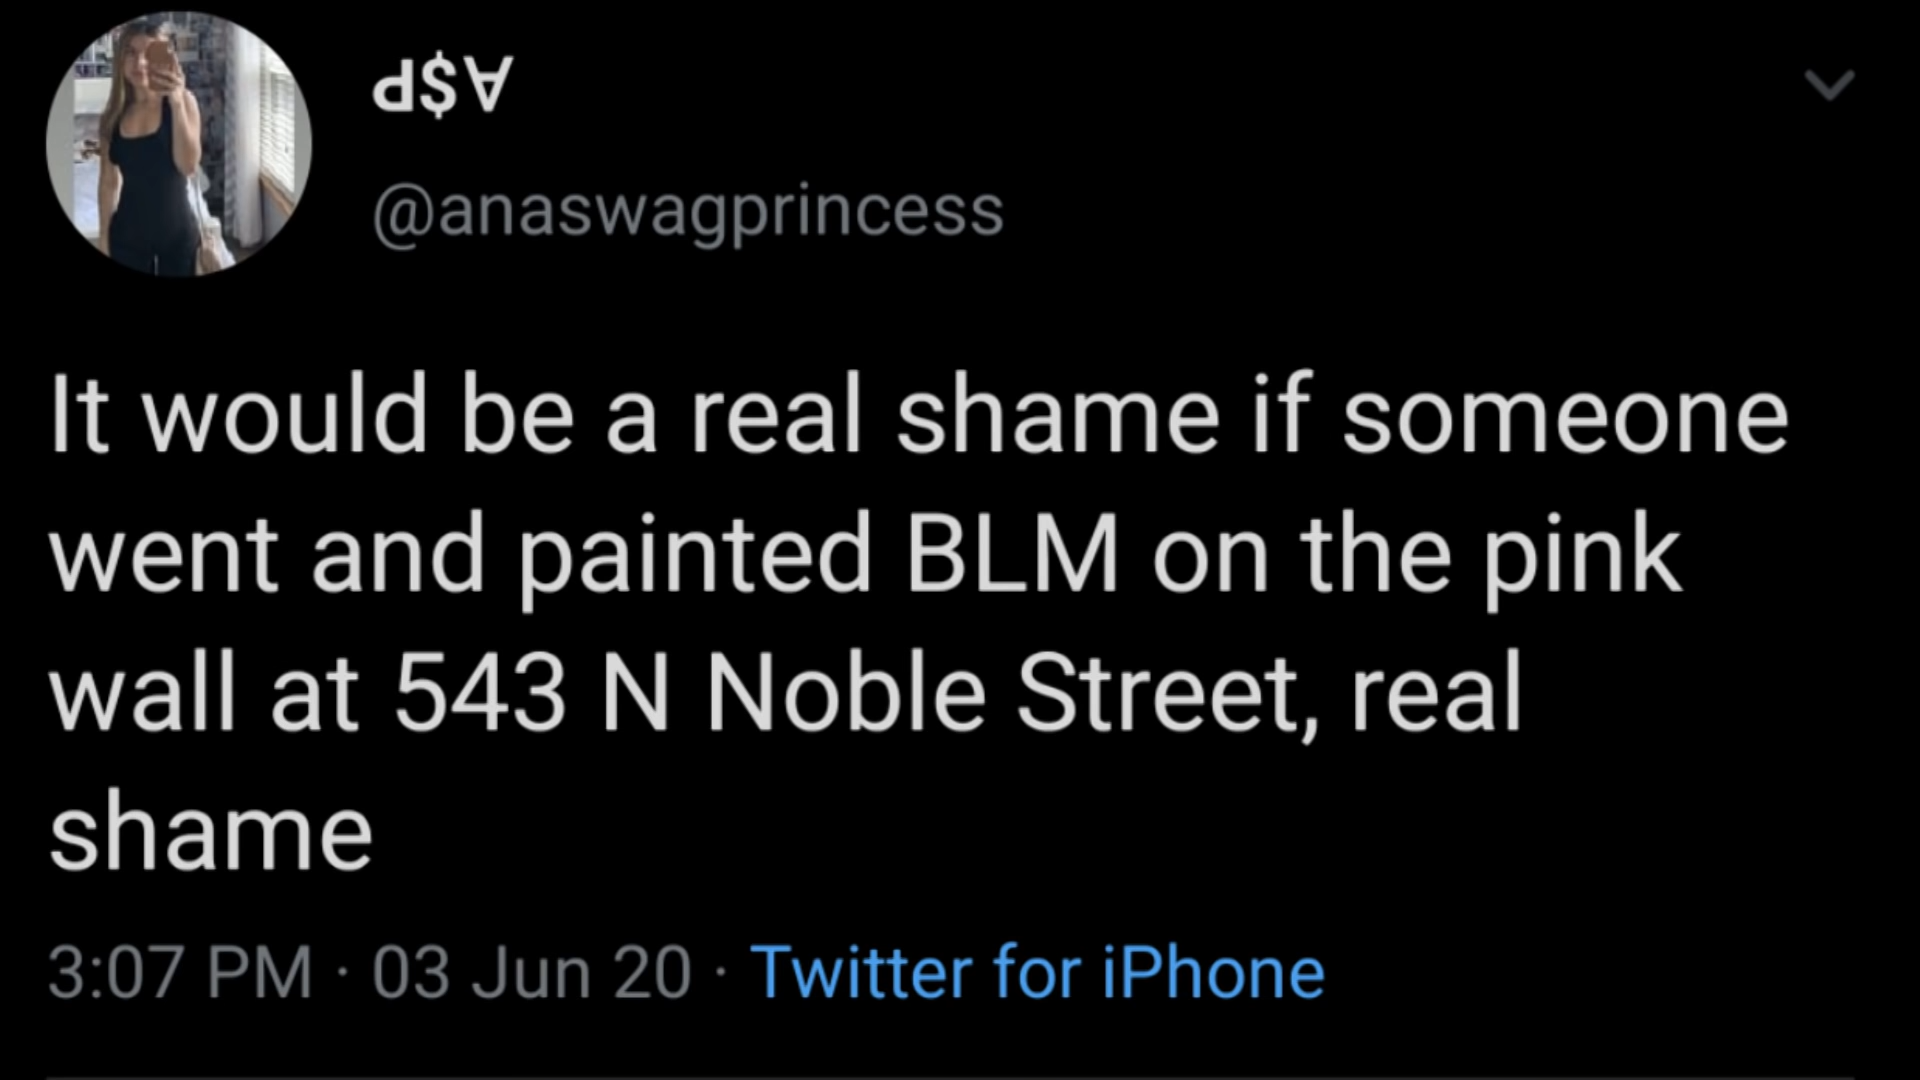 Ԁ$∀
@anaswagprincess
It would be a real shame if someone
went and painted BLM on the pink
wall at 543 N Noble Street, real
shame
3:07 PM · 03 Jun 20 · Twitter for iPhone